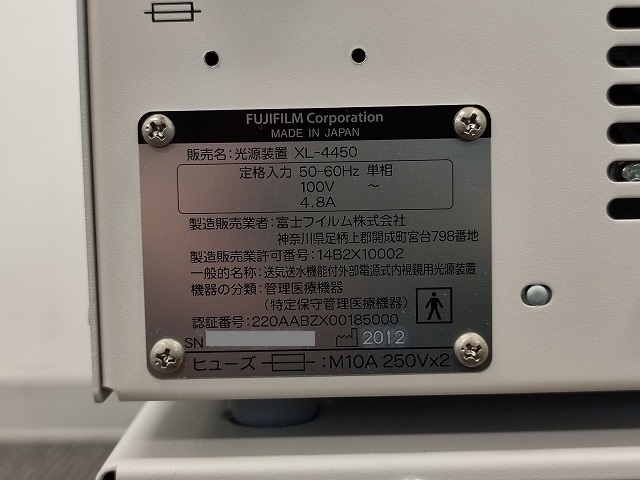 FUJIFILM Corporation
MADE IN JAPAN
販売名:光源装置 XL-4450
定格入力 50-60Hz 単相
100V ～
4.8A
製造販売業者:富士フイルム株式会社
神奈川県足柄上郡開成町宮台798番地
製造販売業許可番号:14B2X10002
一般的名称:送気送水機能付外部電源式内視鏡用光源装置
機器の分類:管理医療機器
(特定保守管理医療機器)
認証番号:220AABZX00185000
SN 2012
ヒューズ :M10A 250V×2